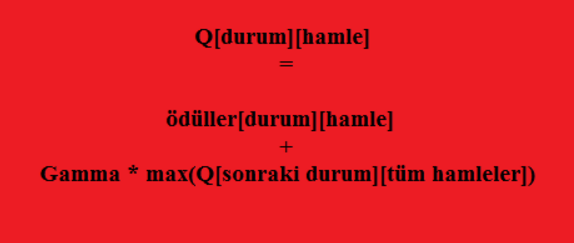 Q[durum][hamle]
=
ödüller[durum][hamle]
+
Gamma * max(Q[sonraki durum][tüm hamleler])